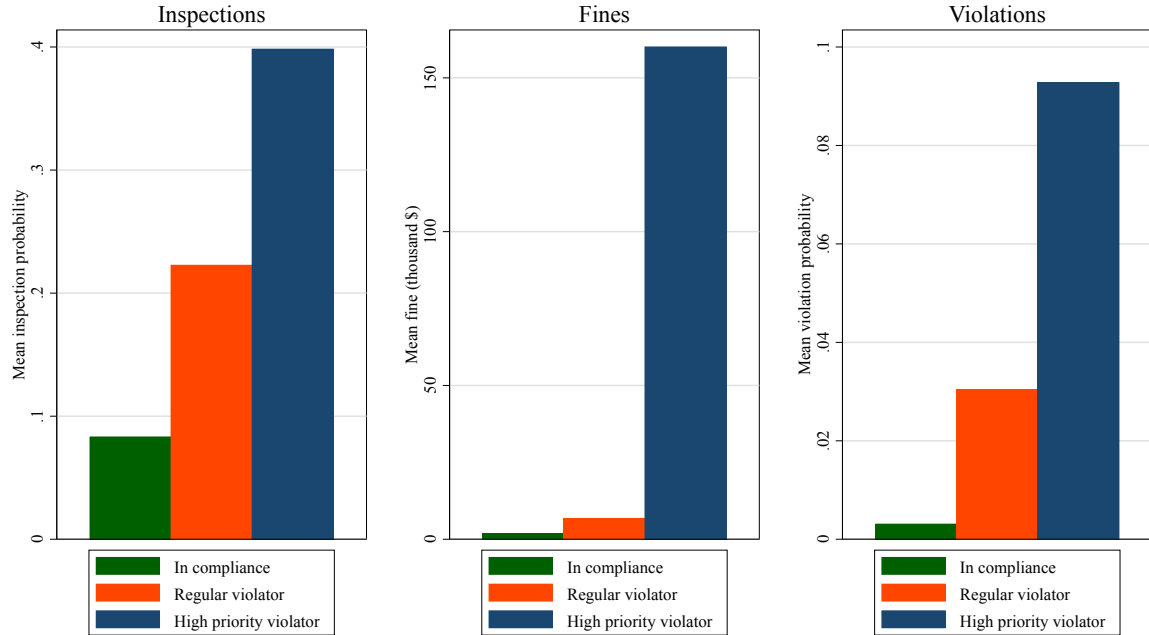 Inspections
Mean inspection probability
0
.1
.2
.3
.4
In compliance
Regular violator
High priority violator
Fines
Mean fine (thousand $)
0
50
100
150
In compliance
Regular violator
High priority violator
Violations
Mean violation probability
0
.02
.04
.06
.08
.1
In compliance
Regular violator
High priority violator